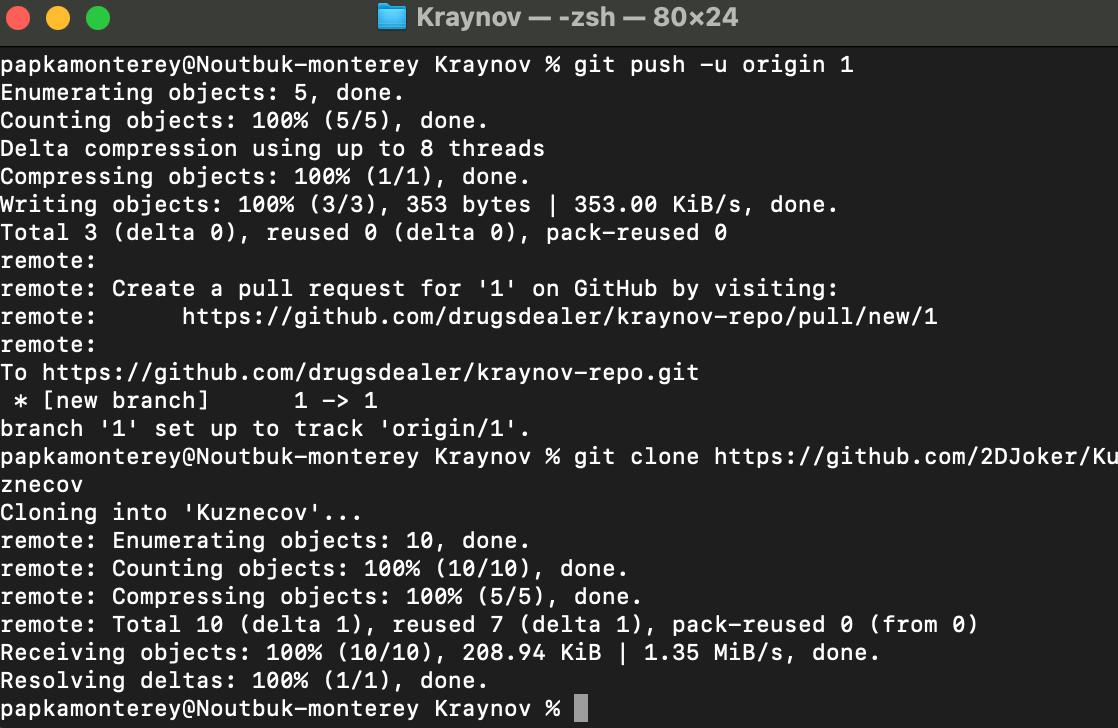 Kraynov — -zsh — 80×24
papkamonterey@Noutbuk-monterey Kraynov % git push -u origin 1
Enumerating objects: 5, done.
Counting objects: 100% (5/5), done.
Delta compression using up to 8 threads
Compressing objects: 100% (1/1), done.
Writing objects: 100% (3/3), 353 bytes | 353.00 KiB/s, done.
Total 3 (delta 0), reused 0 (delta 0), pack-reused 0
remote:
remote: Create a pull request for '1' on GitHub by visiting:
remote:      https://github.com/drugsdealer/kraynov-repo/pull/new/1
remote:
To https://github.com/drugsdealer/kraynov-repo.git
 * [new branch]      1 -> 1
branch '1' set up to track 'origin/1'.
papkamonterey@Noutbuk-monterey Kraynov % git clone https://github.com/2DJoker/Ku
znecov
Cloning into 'Kuznecov'...
remote: Enumerating objects: 10, done.
remote: Counting objects: 100% (10/10), done.
remote: Compressing objects: 100% (5/5), done.
remote: Total 10 (delta 1), reused 7 (delta 1), pack-reused 0 (from 0)
Receiving objects: 100% (10/10), 208.94 KiB | 1.35 MiB/s, done.
Resolving deltas: 100% (1/1), done.
papkamonterey@Noutbuk-monterey Kraynov %